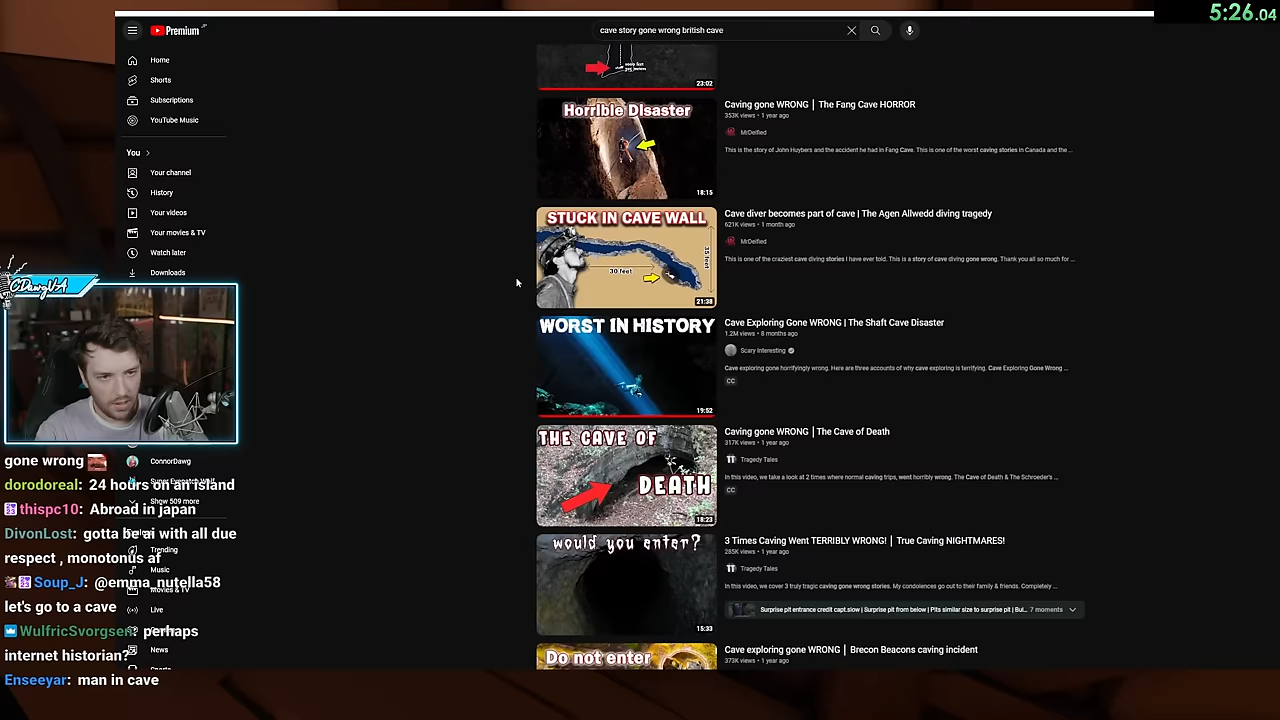 5:26.04
Premium JP
cave story gone wrong british cave
Home
Shorts
Subscriptions
YouTube Music
You
Your channel
History
Your videos
Your movies & TV
Watch later
Downloads
CDawgVA
ConnorDawg
Show 509 more
Trending
Music
Movies & TV
Live
News
gone wrong
dorodoreal: 24 hours on an island
thispc10: Abroad in japan
DivonLost: gotta be vi with all due
respect , monotonus af
Soup_J: @emma_nutella58
let's go to a cave
WulfricSvorgsen: perhaps
internet historian?
Enseeyar: man in cave
23:02
Horrible Disaster
18:15
Caving gone WRONG | The Fang Cave HORROR
353K views • 1 year ago
MrDeified
This is the story of John Huybers and the accident he had in Fang Cave. This is one of the worst caving stories in Canada and the ...
STUCK IN CAVE WALL
30 feet
35 feet
21:38
Cave diver becomes part of cave | The Agen Allwedd diving tragedy
621K views • 1 month ago
MrDeified
This is one of the craziest cave diving stories I have ever told. This is a story of cave diving gone wrong. Thank you all so much for ...
WORST IN HISTORY
19:52
Cave Exploring Gone WRONG | The Shaft Cave Disaster
1.2M views • 8 months ago
Scary Interesting
Cave exploring gone horrifyingly wrong. Here are three accounts of why cave exploring is terrifying. Cave Exploring Gone Wrong ...
CC
THE CAVE OF
DEATH
18:23
Caving gone WRONG | The Cave of Death
317K views • 1 year ago
TT Tragedy Tales
In this video, we take a look at 2 times where normal caving trips, went horribly wrong. The Cave of Death & The Schroeder's ...
CC
would you enter?
15:33
3 Times Caving Went TERRIBLY WRONG! | True Caving NIGHTMARES!
285K views • 1 year ago
TT Tragedy Tales
In this video, we cover 3 truly tragic caving gone wrong stories. My condolences go out to their family & friends. Completely ...
Surprise pit entrance credit capt.slow | Surprise pit from below | Pits similar size to surprise pit | Bul... 7 moments
Do not enter
Cave exploring gone WRONG | Brecon Beacons caving incident
373K views • 1 year ago